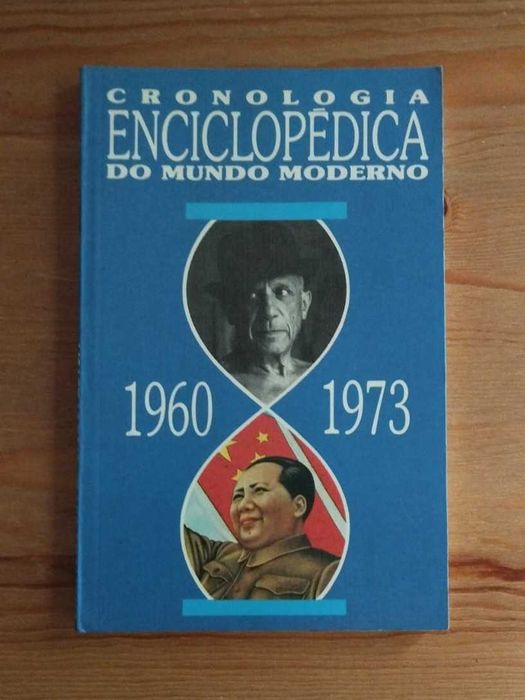 CRONOLOGIA
ENCICLOPÉDICA
DO MUNDO MODERNO
1960 1973